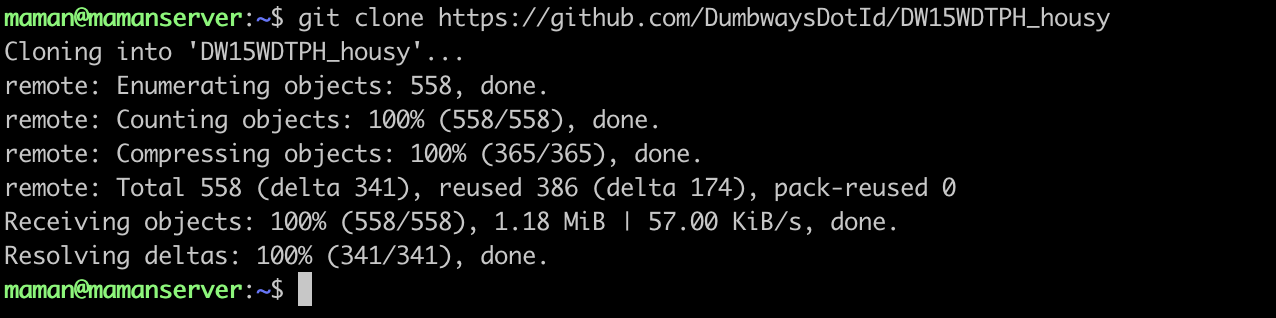 maman@mamanserver:~$ git clone https://github.com/DumbwaysDotId/DW15WDTPH_housy
Cloning into 'DW15WDTPH_housy'...
remote: Enumerating objects: 558, done.
remote: Counting objects: 100% (558/558), done.
remote: Compressing objects: 100% (365/365), done.
remote: Total 558 (delta 341), reused 386 (delta 174), pack-reused 0
Receiving objects: 100% (558/558), 1.18 MiB | 57.00 KiB/s, done.
Resolving deltas: 100% (341/341), done.
maman@mamanserver:~$